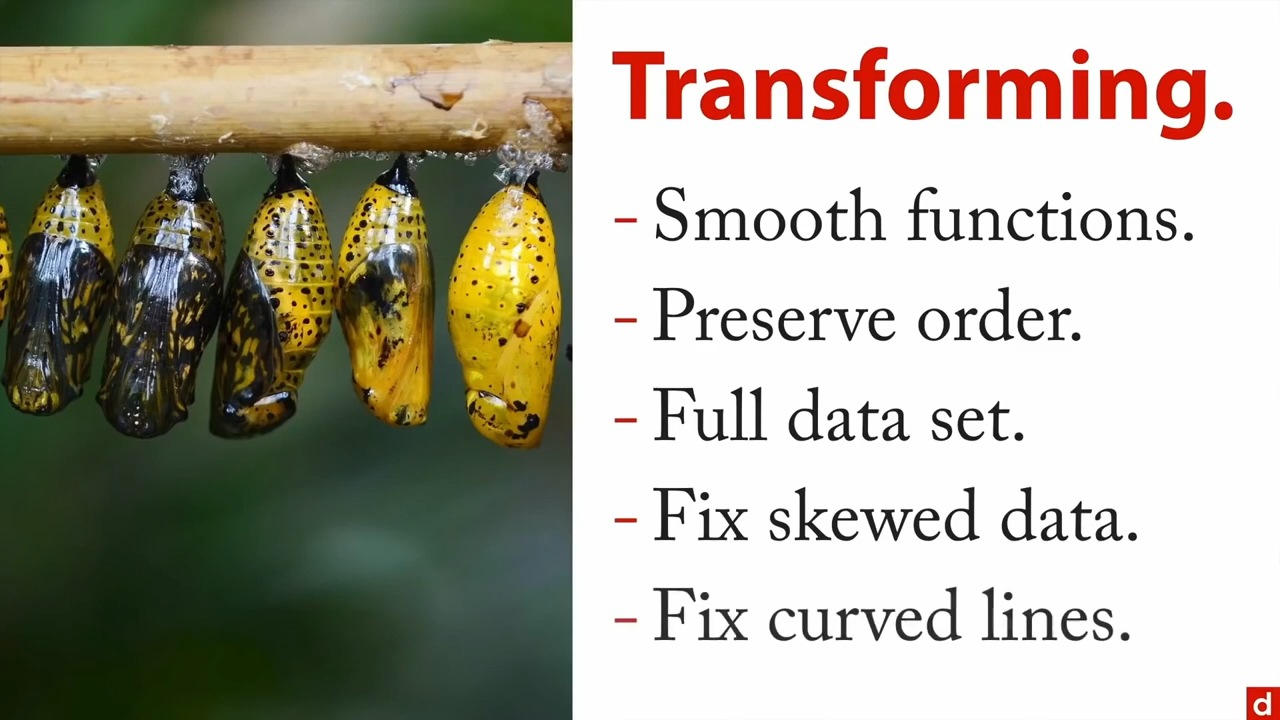 Transforming.
- Smooth functions.
- Preserve order.
- Full data set.
- Fix skewed data.
- Fix curved lines.
d